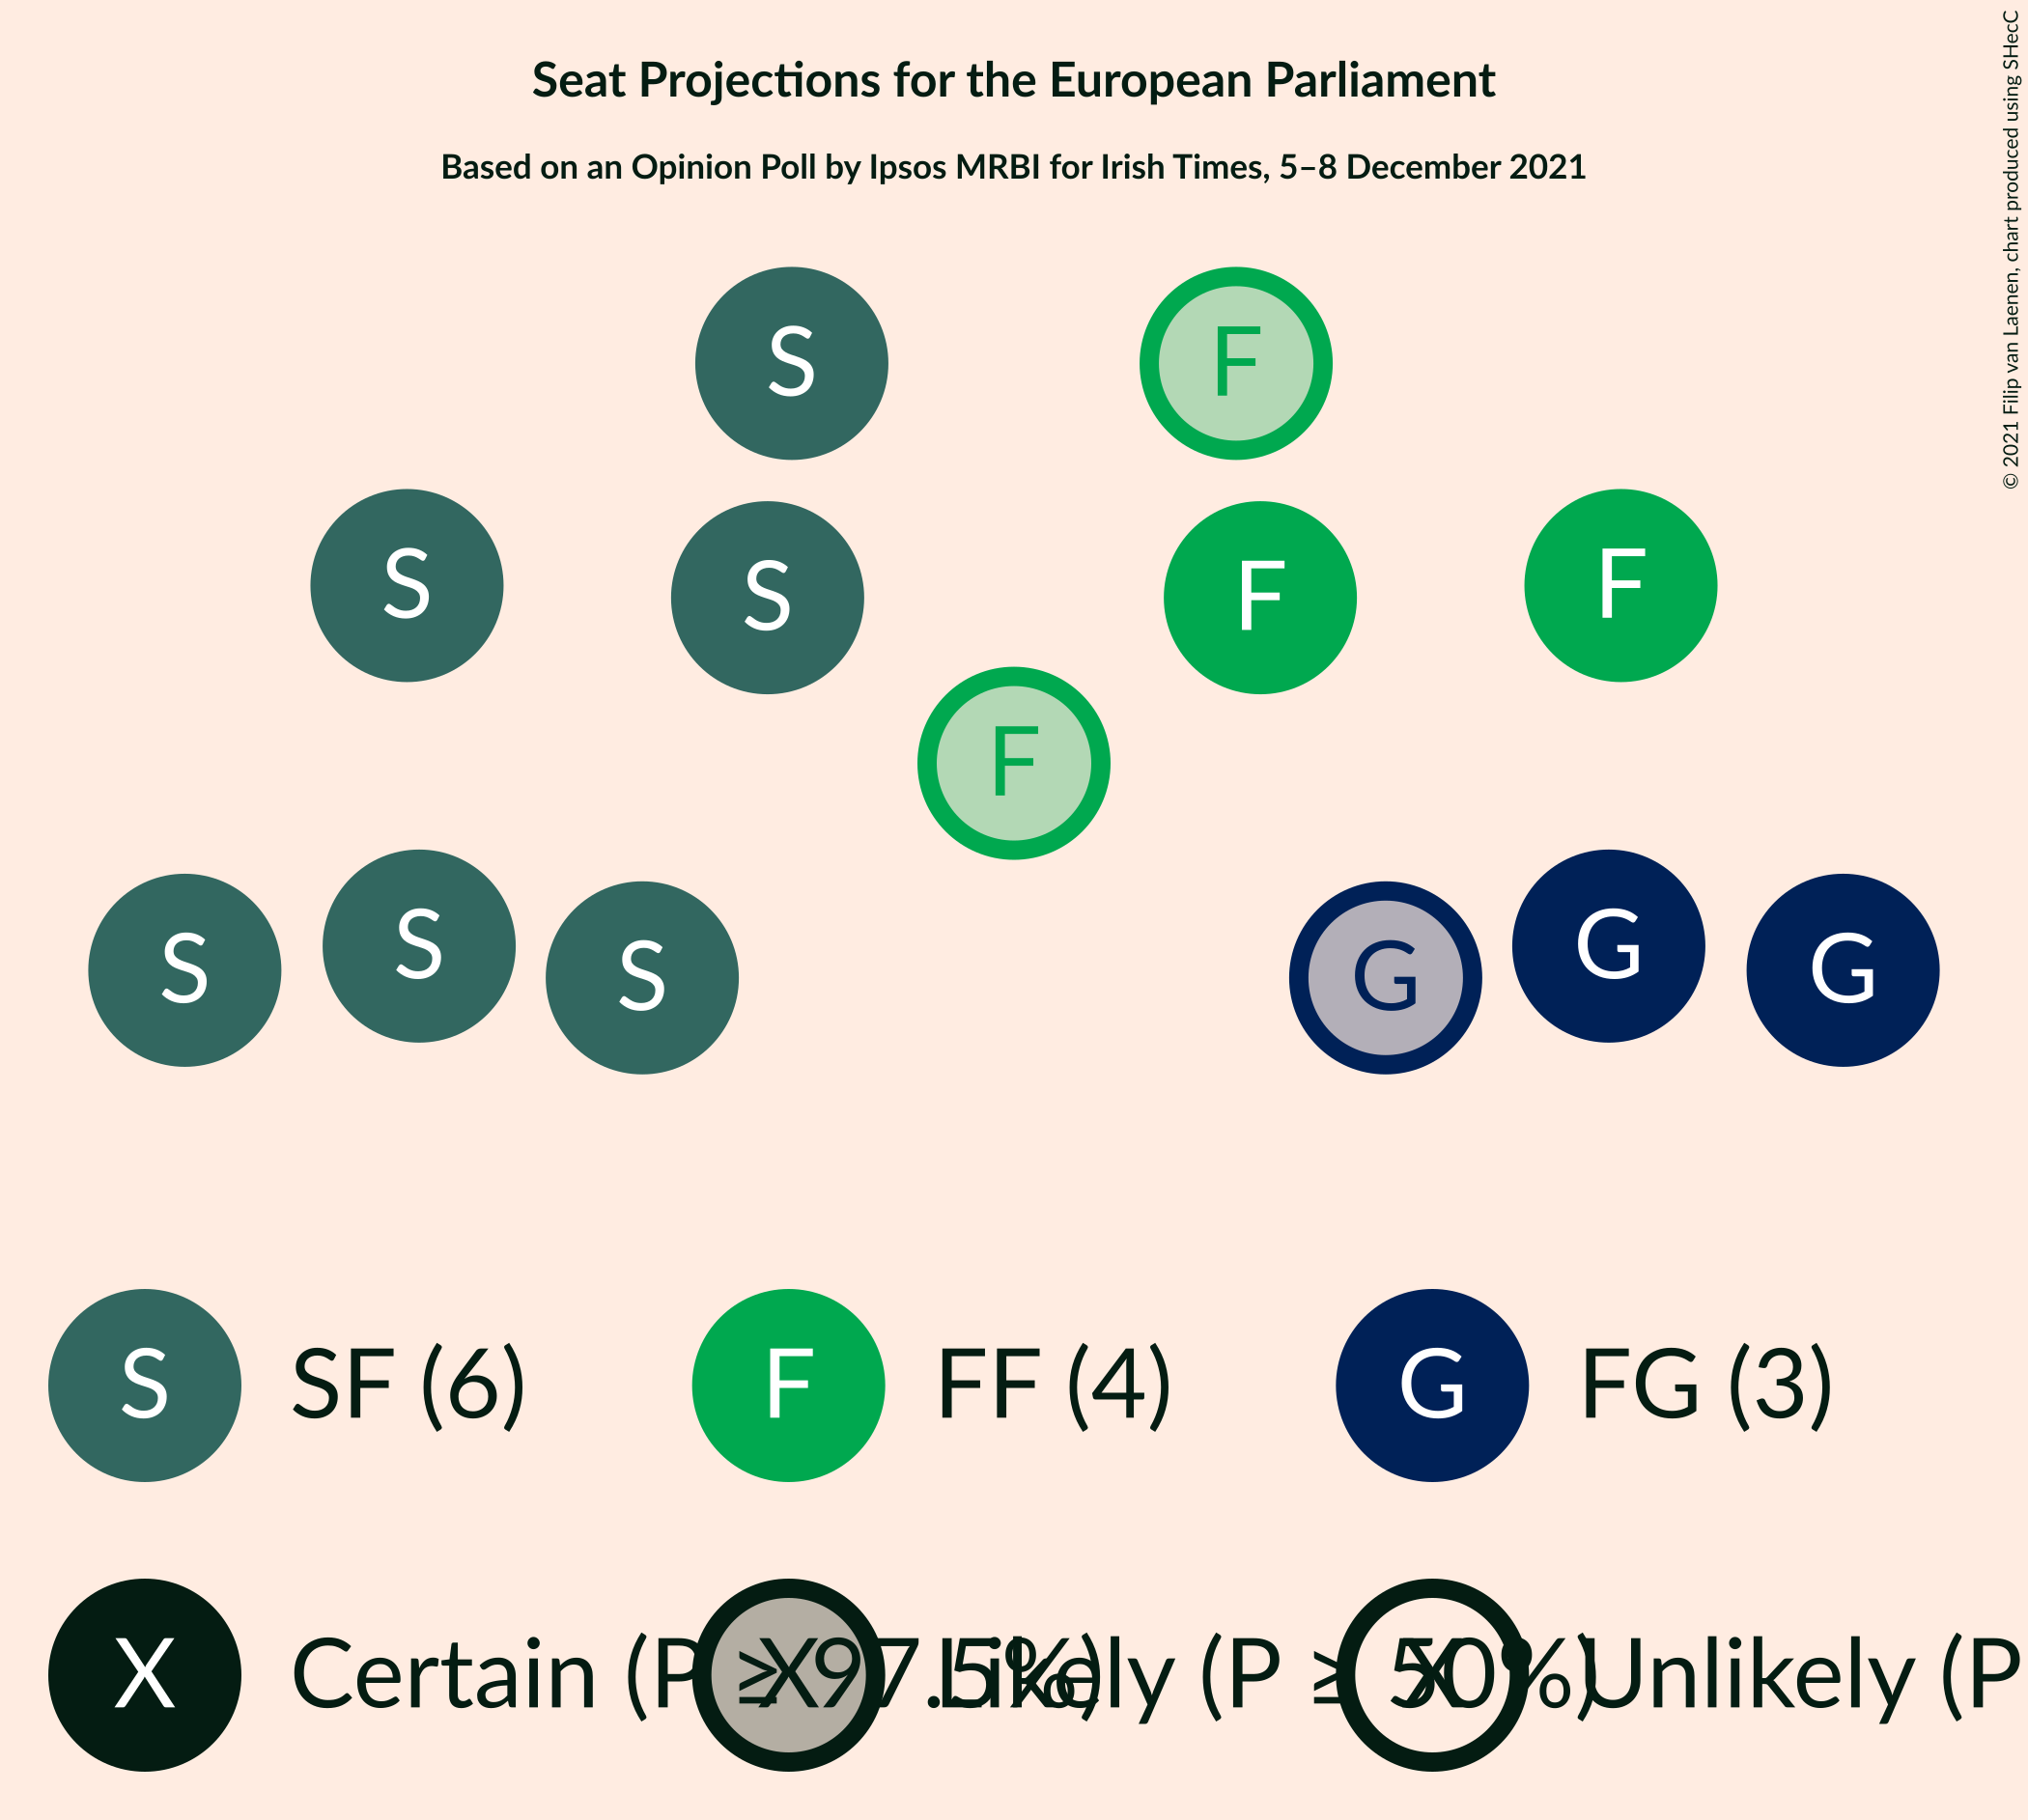 Seat Projections for the European Parliament
Based on an Opinion Poll by Ipsos MRBI for Irish Times, 5–8 December 2021
© 2021 Filip van Laenen, chart produced using SHecC
S F
S S F F
F
S S S G G G
S SF (6) F FF (4) G FG (3)
X Certain (P ≥ 97.5%) X Likely (P ≥ 50%) X Unlikely (P